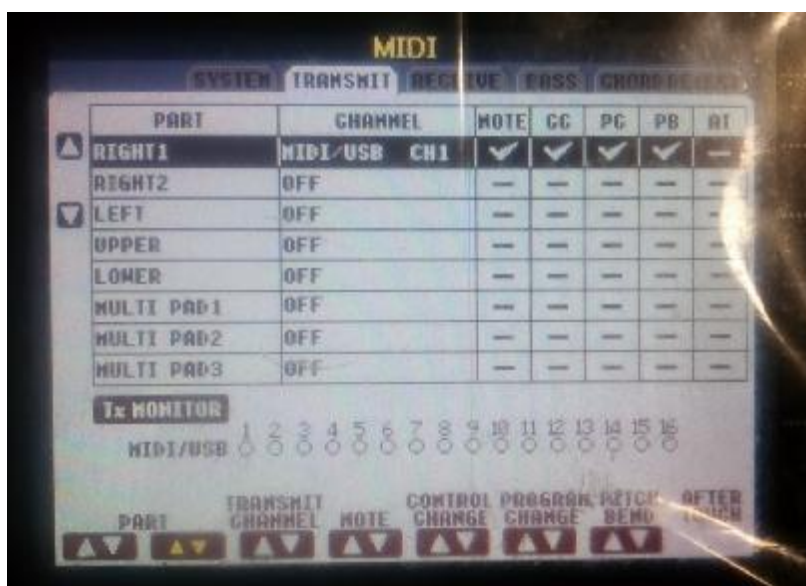 MIDI
SYSTEM TRANSMIT RECEIVE BASS
PART CHANNEL NOTE CC PC PB AT
RIGHT1 MIDI/USB CH1
RIGHT2 OFF
LEFT OFF
UPPER OFF
LOWER OFF
MULTI PAD1 OFF
MULTI PAD2 OFF
MULTI PAD3 OFF
Tx MONITOR
1 2 3 4 5 6 7 8 9 10 11 12 13 14 15 16
MIDI/USB
TRANSMIT CONTROL PROGRAM PITCH AFTER
PART CHANNEL NOTE CHANGE CHANGE BEND TOUCH